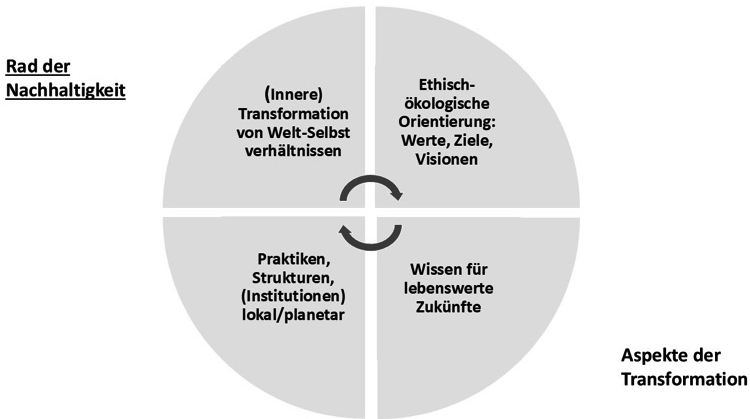 Rad der
Nachhaltigkeit
(Innere)
Transformation
von Welt-Selbst
verhältnissen
Ethisch-
ökologische
Orientierung:
Werte, Ziele,
Visionen
Praktiken,
Strukturen,
(Institutionen)
lokal/planetar
Wissen für
lebenswerte
Zukünfte
Aspekte der
Transformation